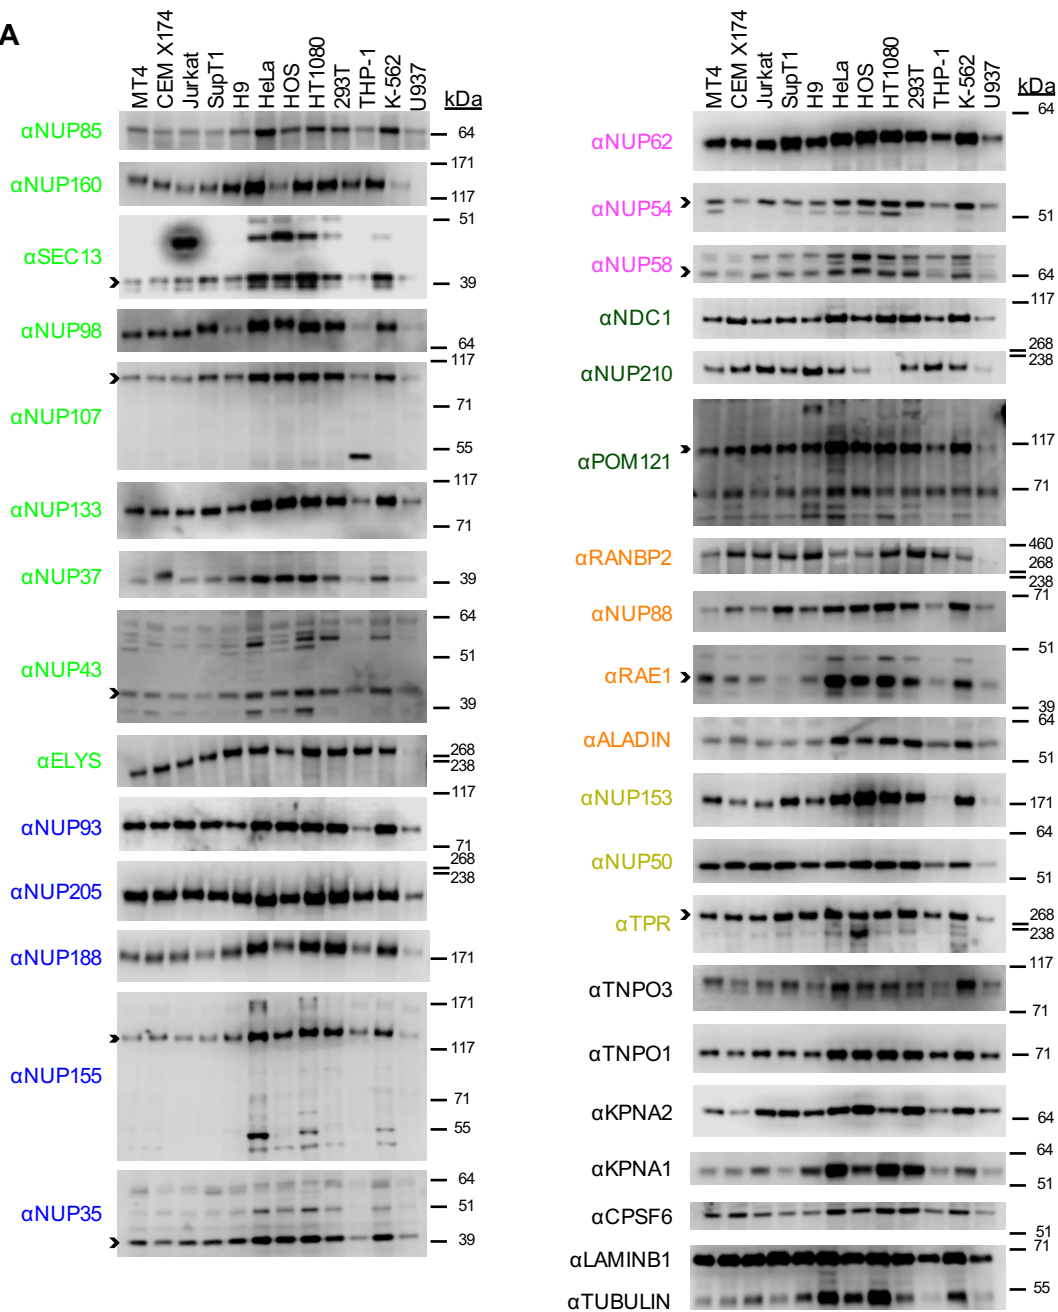 A
MT4
CEM X174
Jurkat
SupT1
H9
HeLa
HOS
HT1080
293T
THP-1
K-562
U937
kDa
αNUP85
64
αNUP160
171
117
αSEC13
51
39
αNUP98
64
αNUP107
117
71
55
αNUP133
117
71
αNUP37
39
αNUP43
64
51
39
αELYS
268
238
αNUP93
117
71
αNUP205
268
238
αNUP188
171
αNUP155
171
117
71
55
αNUP35
64
51
39
MT4
CEM X174
Jurkat
SupT1
H9
HeLa
HOS
HT1080
293T
THP-1
K-562
U937
kDa
αNUP62
64
αNUP54
51
αNUP58
64
αNDC1
117
αNUP210
268
238
αPOM121
117
71
αRANBP2
460
268
238
αNUP88
71
αRAE1
51
39
αALADIN
64
51
αNUP153
171
αNUP50
64
51
αTPR
268
238
αTNPO3
117
71
αTNPO1
71
αKPNA2
64
αKPNA1
64
51
αCPSF6
51
αLAMINB1
71
αTUBULIN
55